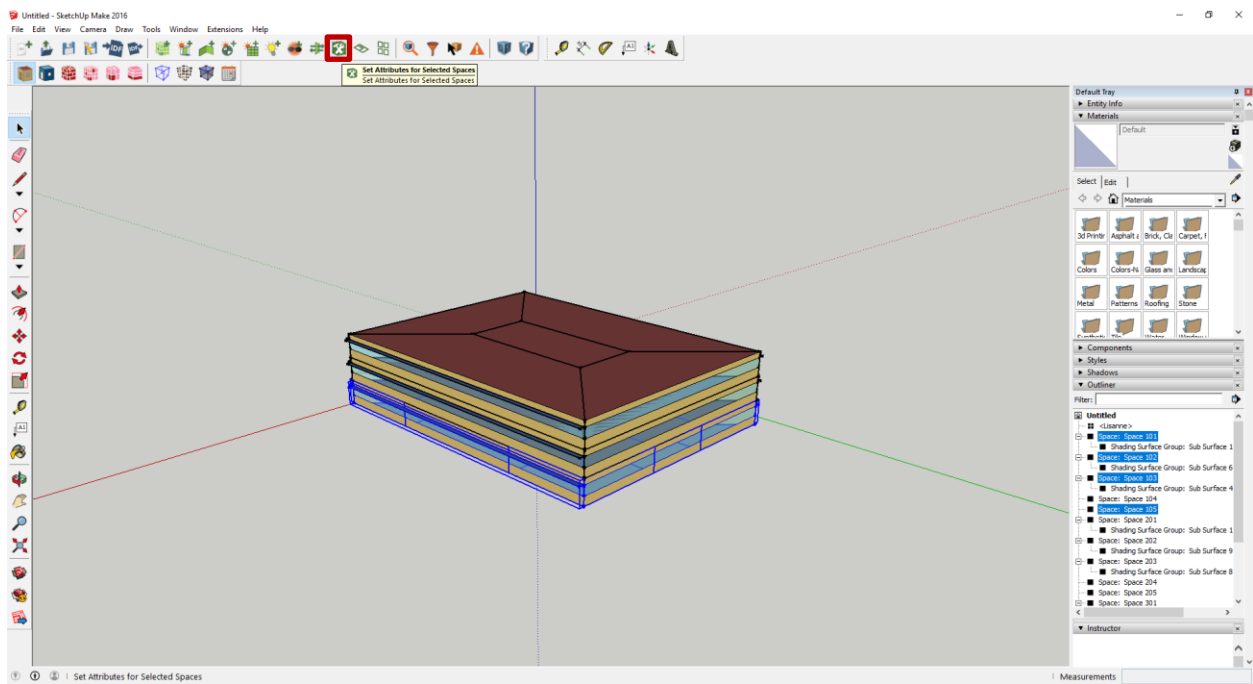 Untitled - SketchUp Make 2016
File Edit View Camera Draw Tools Window Extensions Help
IDF IDF
Set Attributes for Selected Spaces
Set Attributes for Selected Spaces
Default Tray
Entity Info
Materials
Default
Select Edit
Materials
3d Printir Asphalt a Brick, Cla Carpet, F
Colors Colors-Na Glass and Landscap
Metal Patterns Roofing Stone
Components
Styles
Shadows
Outliner
Filter:
Untitled
<Lisanne>
Space: Space 101
Shading Surface Group: Sub Surface 1
Space: Space 102
Shading Surface Group: Sub Surface 6
Space: Space 103
Shading Surface Group: Sub Surface 4
Space: Space 104
Space: Space 105
Space: Space 201
Shading Surface Group: Sub Surface 1
Space: Space 202
Shading Surface Group: Sub Surface 9
Space: Space 203
Shading Surface Group: Sub Surface 8
Space: Space 204
Space: Space 205
Space: Space 301
Instructor
Set Attributes for Selected Spaces
Measurements